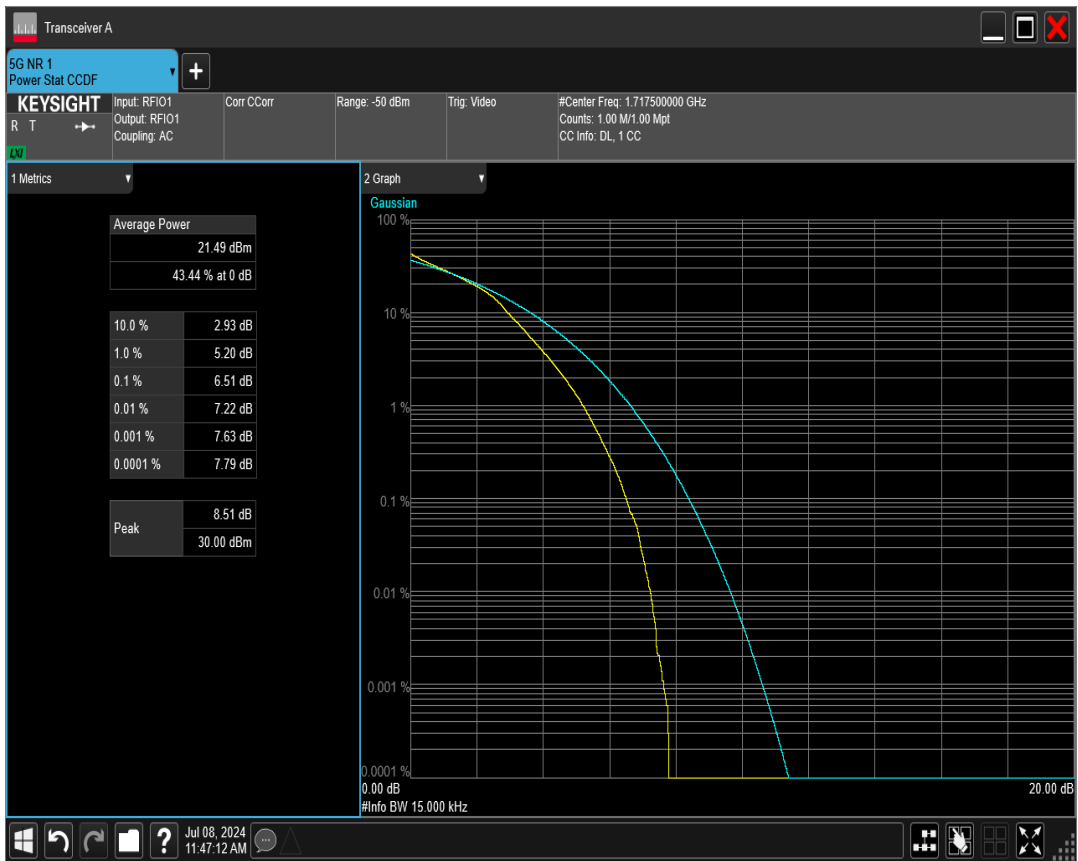 Transceiver A
5G NR 1
Power Stat CCDF
+
KEYSIGHT
R T
LXI
Input: RFIO1
Output: RFIO1
Coupling: AC
Corr CCorr
Range: -50 dBm
Trig: Video
#Center Freq: 1.717500000 GHz
Counts: 1.00 M/1.00 Mpt
CC Info: DL, 1 CC
1 Metrics
Average Power
21.49 dBm
43.44 % at 0 dB
10.0 % 2.93 dB
1.0 % 5.20 dB
0.1 % 6.51 dB
0.01 % 7.22 dB
0.001 % 7.63 dB
0.0001 % 7.79 dB
Peak
8.51 dB
30.00 dBm
2 Graph
Gaussian
100 %
10 %
1 %
0.1 %
0.01 %
0.001 %
0.0001 %
0.00 dB 20.00 dB
#Info BW 15.000 kHz
?
Jul 08, 2024
11:47:12 AM